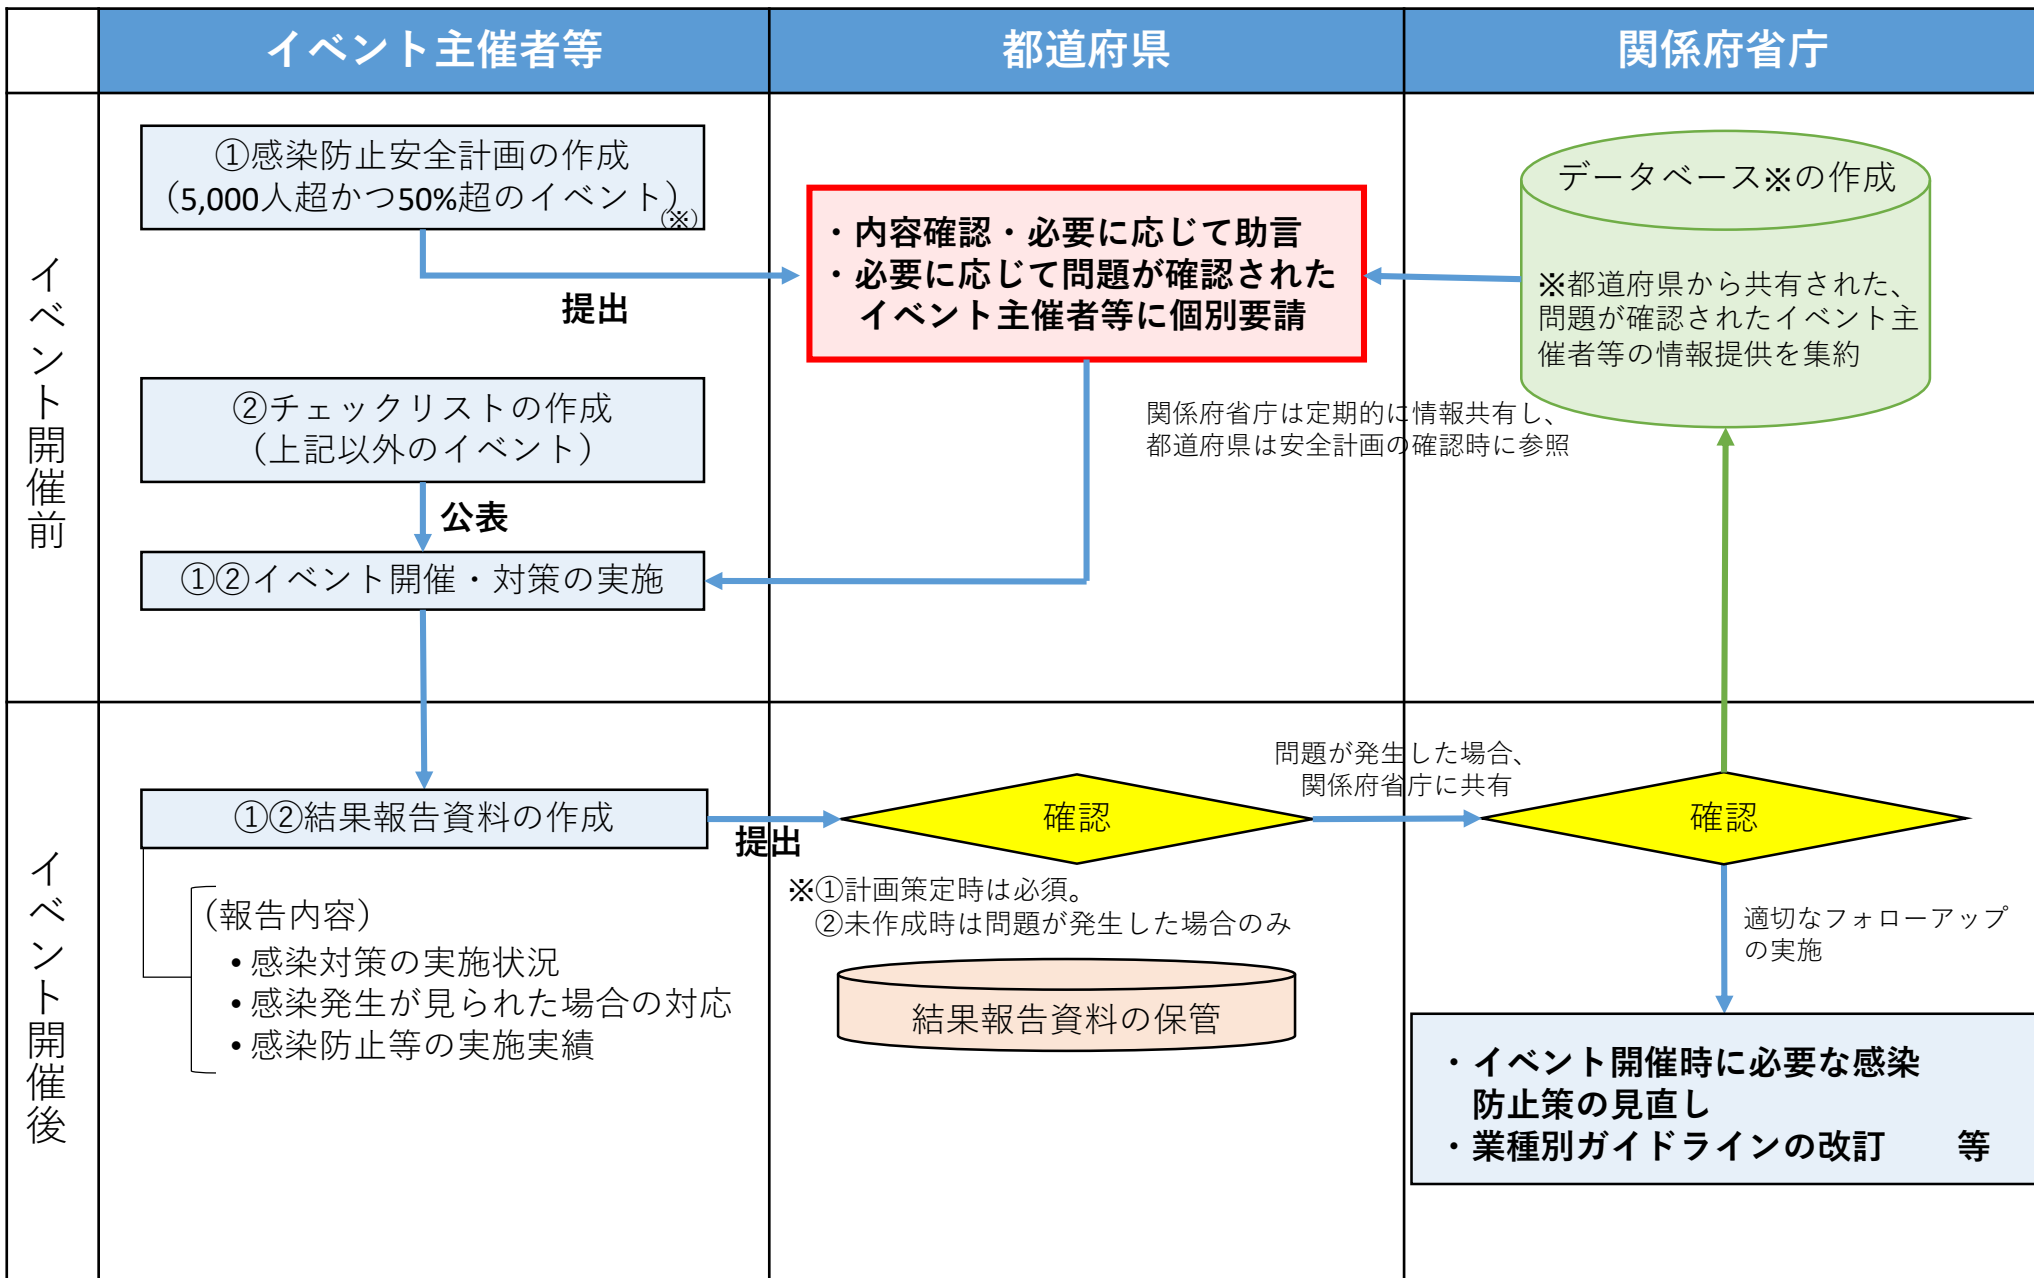 イベント主催者等
都道府県
関係府省庁
イベント開催前
①感染防止安全計画の作成
（5,000人超かつ50%超のイベント）
（※）
提出
・内容確認・必要に応じて助言
・必要に応じて問題が確認された
イベント主催者等に個別要請
データベース※の作成
※都道府県から共有された、
問題が確認されたイベント主
催者等の情報提供を集約
関係府省庁は定期的に情報共有し、
都道府県は安全計画の確認時に参照
②チェックリストの作成
（上記以外のイベント）
公表
①②イベント開催・対策の実施
イベント開催後
①②結果報告資料の作成
提出
（報告内容）
•感染対策の実施状況
•感染発生が見られた場合の対応
•感染防止等の実施実績
確認
※①計画策定時は必須。
②未作成時は問題が発生した場合のみ
結果報告資料の保管
問題が発生した場合、
関係府省庁に共有
確認
適切なフォローアップ
の実施
・イベント開催時に必要な感染
防止策の見直し
・業種別ガイドラインの改訂　等